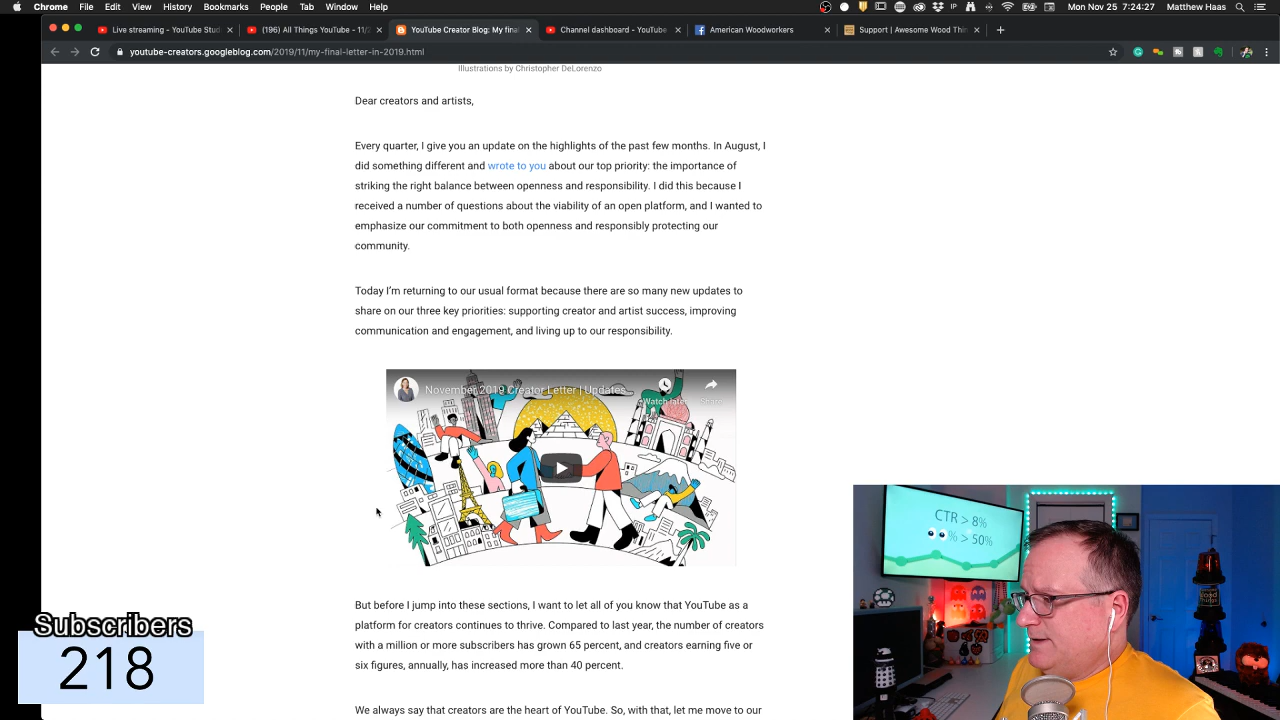 Chrome File Edit View History Bookmarks People Tab Window Help
Mon Nov 25 14:56:27
Live streaming - YouTube Stud
(196) All Things YouTube - 11/2
YouTube Creator Blog: My final
Channel dashboard - YouTube
American Woodworkers
Support | Awesome Wood Thin
youtube-creators.googleblog.com/2019/11/my-final-letter-in-2019.html
Illustrations by Christopher DeLorenzo
Dear creators and artists,
Every quarter, I give you an update on the highlights of the past few months. In August, I
did something different and wrote to you about our top priority: the importance of
striking the right balance between openness and responsibility. I did this because I
received a number of questions about the viability of an open platform, and I wanted to
emphasize our commitment to both openness and responsibly protecting our
community.
Today I'm returning to our usual format because there are so many new updates to
share on our three key priorities: supporting creator and artist success, improving
communication and engagement, and living up to our responsibility.
November 2019 Creator Letter | Updates
Watch later
Share
But before I jump into these sections, I want to let all of you know that YouTube as a
platform for creators continues to thrive. Compared to last year, the number of creators
with a million or more subscribers has grown 65 percent, and creators earning five or
six figures, annually, has increased more than 40 percent.
We always say that creators are the heart of YouTube. So, with that, let me move to our
Subscribers
218
CTR > 8%
% > 50%